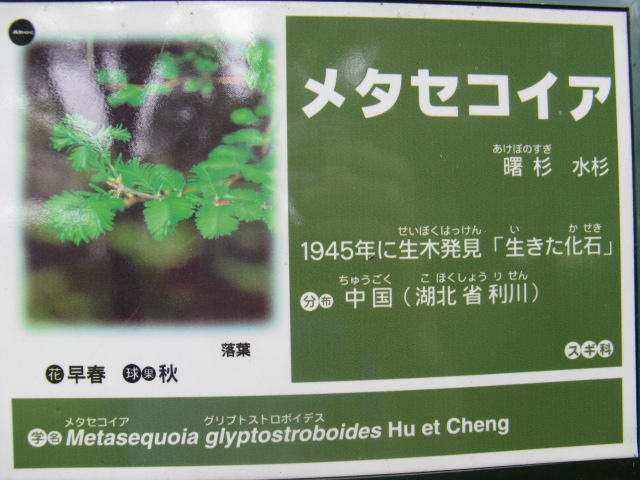 Aboc
メタセコイア
あけぼのすぎ
曙杉 水杉
せいぼくはっけん い かせき
1945年に生木発見「生きた化石」
ちゅうごく こほくしょうりせん
分布 中国(湖北省利川)
スギ科
落葉
花 早春 球果 秋
メタセコイア グリプトストロボイデス
学名 Metasequoia glyptostroboides Hu et Cheng